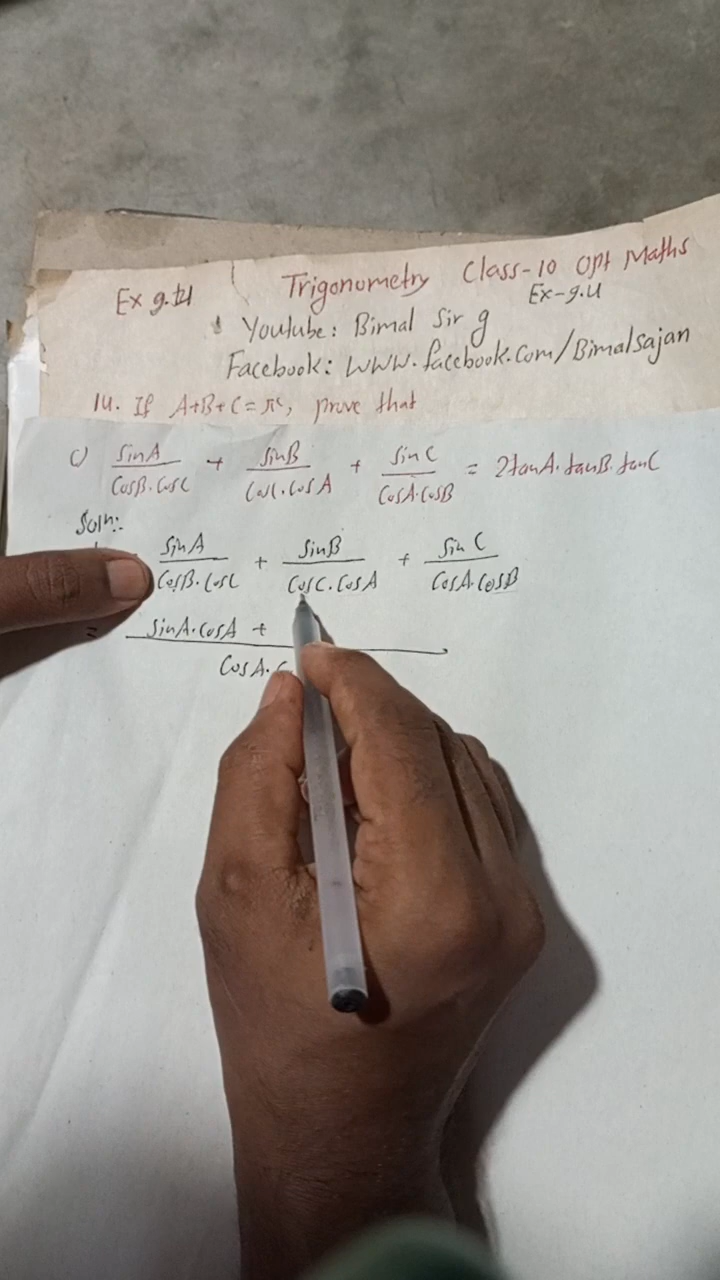 Ex 9.4 Trigonometry Class-10 Opt Maths
Ex-9.4
Youtube: Bimal Sir g
Facebook: www.facebook.com/Bimalsajan
14. If A+B+C = πᶜ, prove that
c) SinA/CosB.CosC + SinB/CosC.CosA + SinC/CosA.CosB = 2tanA.tanB.tanC
Soln:
SinA/CosB.CosC + SinB/CosC.CosA + SinC/CosA.CosB
= SinA.CosA +
CosA.